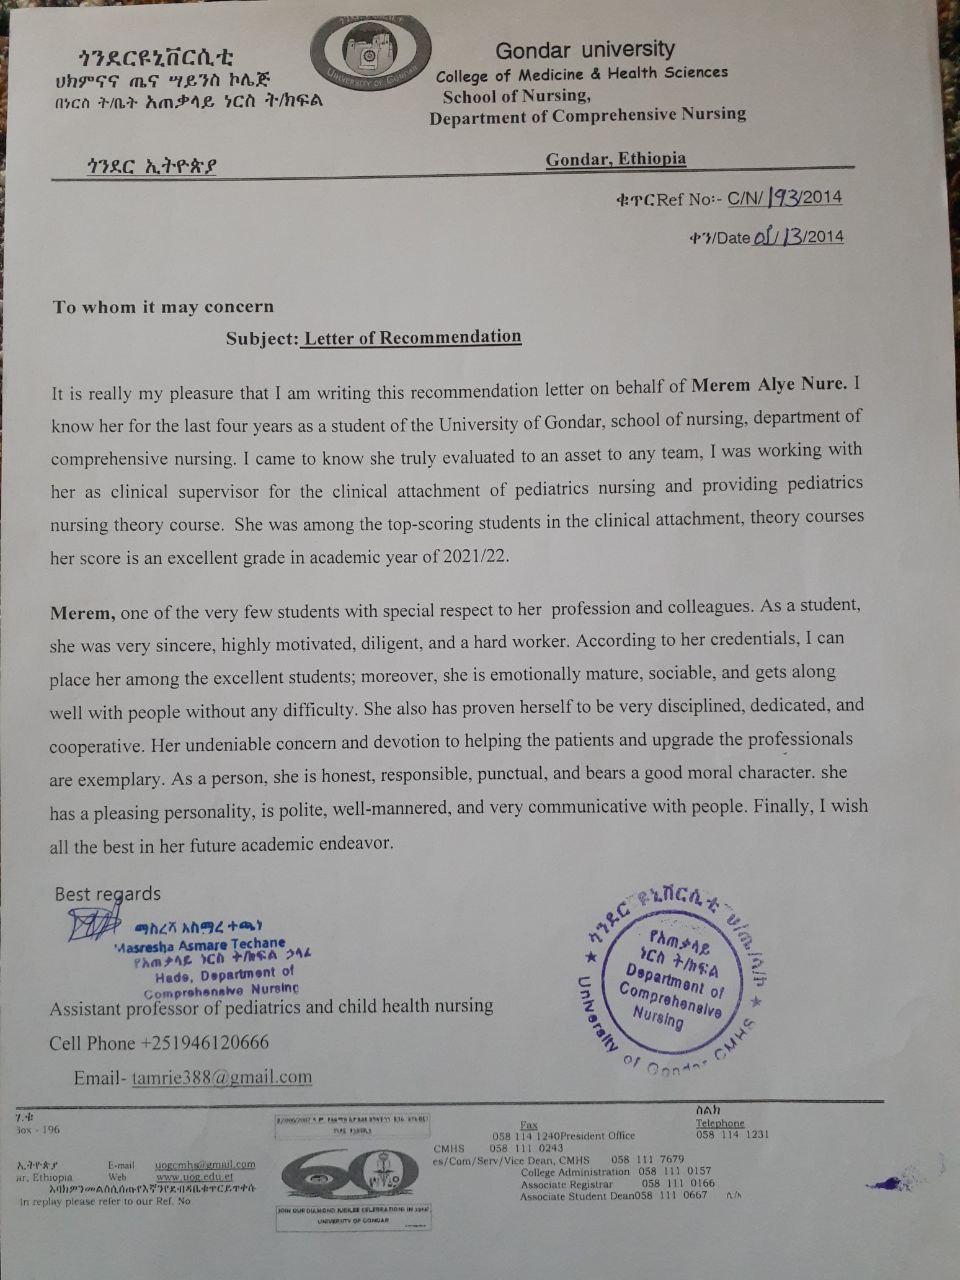 ጎንደርዩኒቨርሲቲ
ህክምናና ጤና ሣይንስ ኮሌጅ
በነርስ ት/ቤት አጠቃላይ ነርስ ት/ክፍል
ጎንደር ኢትዮጵያ
UNIVERSITY OF GONDAR
Gondar university
College of Medicine & Health Sciences
School of Nursing,
Department of Comprehensive Nursing
Gondar, Ethiopia
ቁጥርRef No:- C/N/193/2014
ቀን/Date 01/13/2014
To whom it may concern
Subject: Letter of Recommendation
It is really my pleasure that I am writing this recommendation letter on behalf of Merem Alye Nure. I
know her for the last four years as a student of the University of Gondar, school of nursing, department of
comprehensive nursing. I came to know she truly evaluated to an asset to any team, I was working with
her as clinical supervisor for the clinical attachment of pediatrics nursing and providing pediatrics
nursing theory course. She was among the top-scoring students in the clinical attachment, theory courses
her score is an excellent grade in academic year of 2021/22.
Merem, one of the very few students with special respect to her profession and colleagues. As a student,
she was very sincere, highly motivated, diligent, and a hard worker. According to her credentials, I can
place her among the excellent students; moreover, she is emotionally mature, sociable, and gets along
well with people without any difficulty. She also has proven herself to be very disciplined, dedicated, and
cooperative. Her undeniable concern and devotion to helping the patients and upgrade the professionals
are exemplary. As a person, she is honest, responsible, punctual, and bears a good moral character. she
has a pleasing personality, is polite, well-mannered, and very communicative with people. Finally, I wish
all the best in her future academic endeavor.
Best regards
ማስረሻ አስማረ ተጫነ
Masresha Asmare Techane
የአጠቃላይ ነርስ ት/ክፍል ኃላፊ
Hade, Department of
Comprehensive Nursing
Assistant professor of pediatrics and child health nursing
Cell Phone +251946120666
Email- tamrie388@gmail.com
ጎንደር ዩኒቨርሲቲ
የአጠቃላይ
ነርስ ት/ክፍል
Department of
Comprehensive
Nursing
University of Gondar CMHS
ፖ.ቁ
Box - 196
ኢትዮጵያ
ar, Ethiopia
E-mail uogcmhs@gmail.com
Web www.uog.edu.et
In replay please refer to our Ref. No
60
JOIN OUR DIAMOND JUBILEE CELEBRATIONS IN
UNIVERSITY OF GONDAR
Fax
058 114 1240President Office
CMHS 058 111 0243
es/Com/Serv/Vice Dean, CMHS 058 111 7679
College Administration 058 111 0157
Associate Registrar 058 111 0166
Associate Student Dean058 111 0667
ስልክ
Telephone
058 114 1231